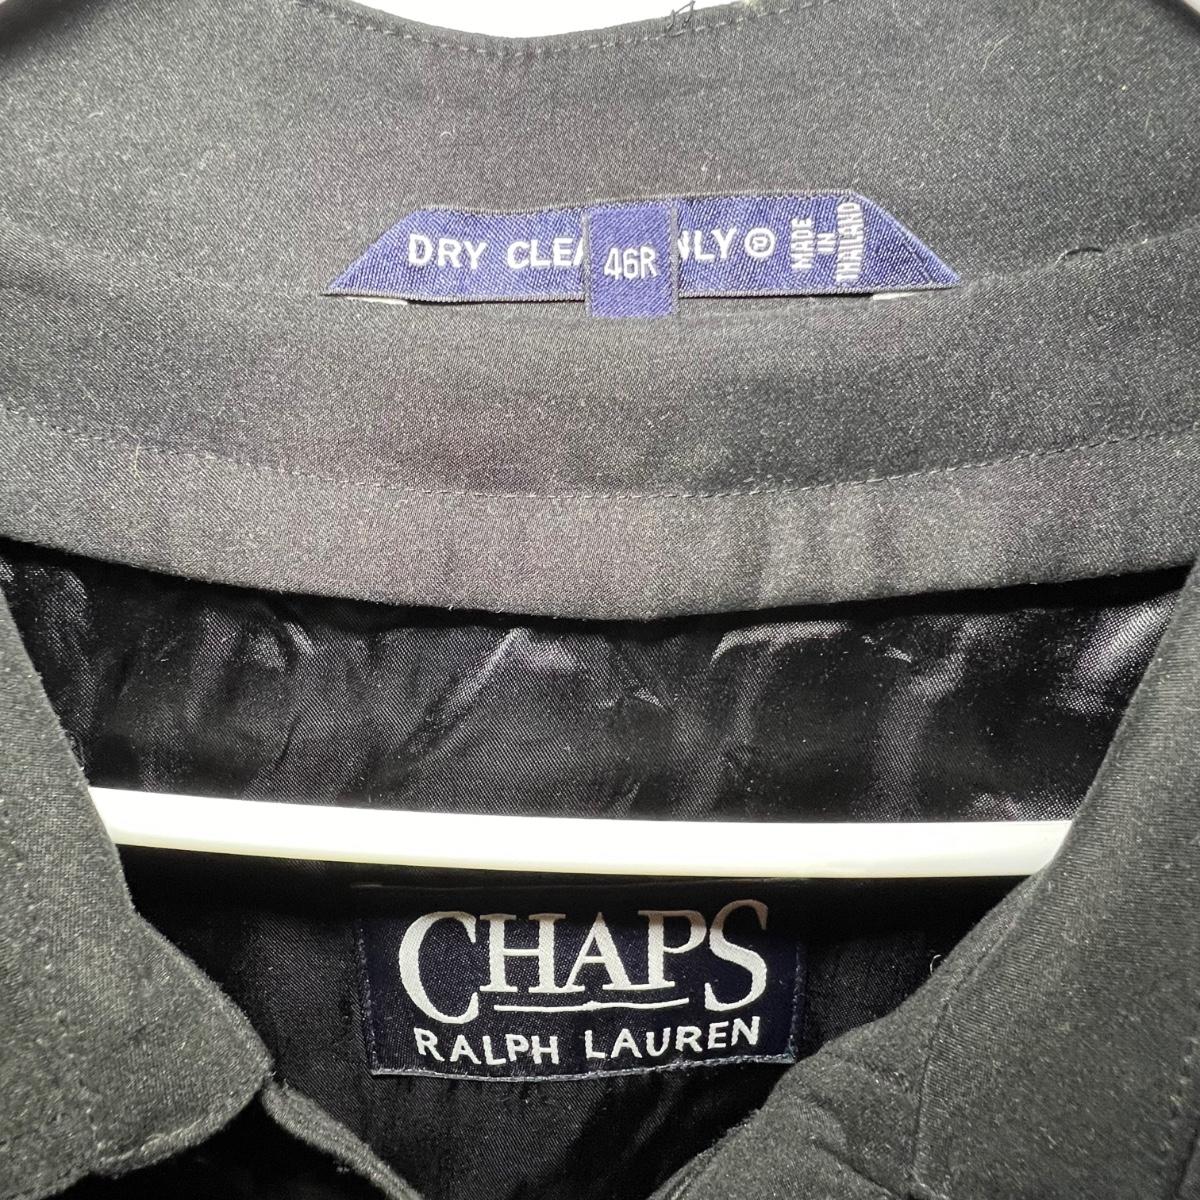 DRY CLEA NLY ®
46R
MADE
IN
THAILAND
CHAPS
RALPH LAUREN